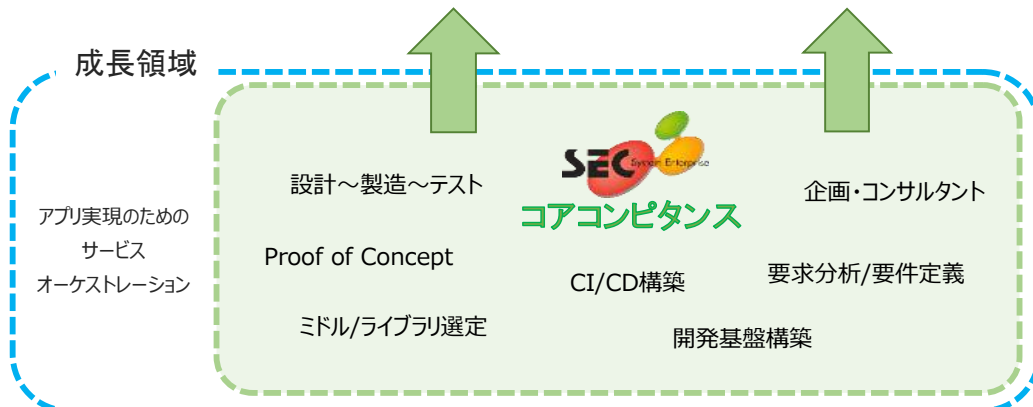 成長領域
アプリ実現のための
サービス
オーケストレーション
設計～製造～テスト
Proof of Concept
ミドル/ライブラリ選定
SEC System Enterprise
コアコンピタンス
CI/CD構築
企画・コンサルタント
要求分析/要件定義
開発基盤構築